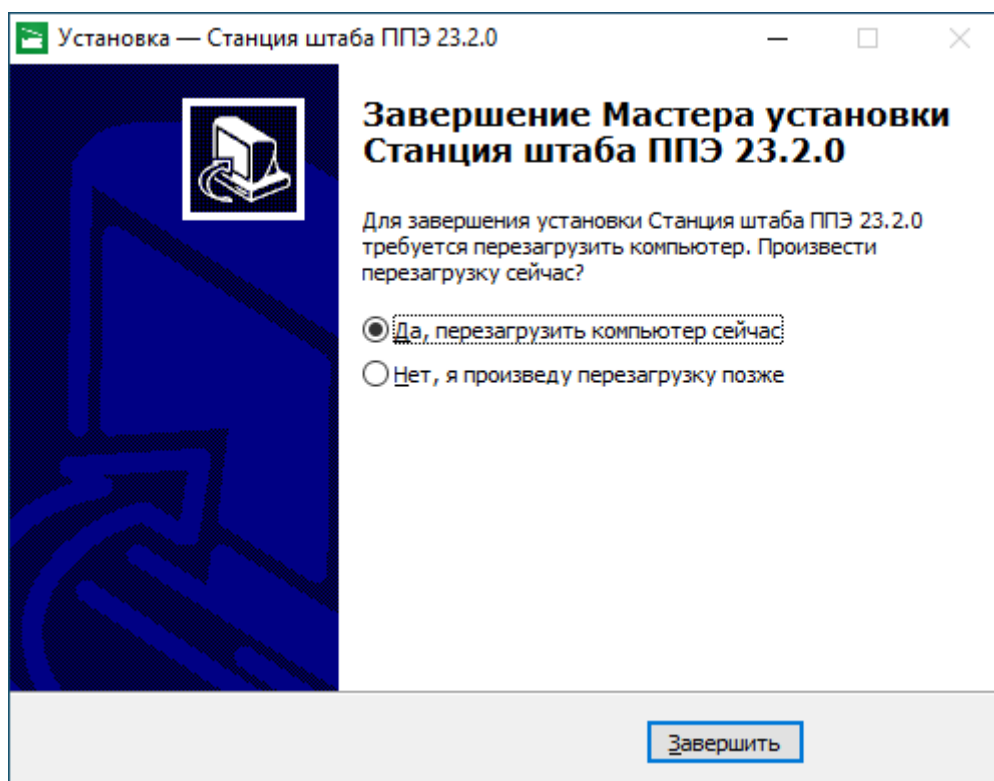 Установка — Станция штаба ППЭ 23.2.0
Завершение Мастера установки
Станция штаба ППЭ 23.2.0
Для завершения установки Станция штаба ППЭ 23.2.0
требуется перезагрузить компьютер. Произвести
перезагрузку сейчас?
Да, перезагрузить компьютер сейчас
Нет, я произведу перезагрузку позже
Завершить